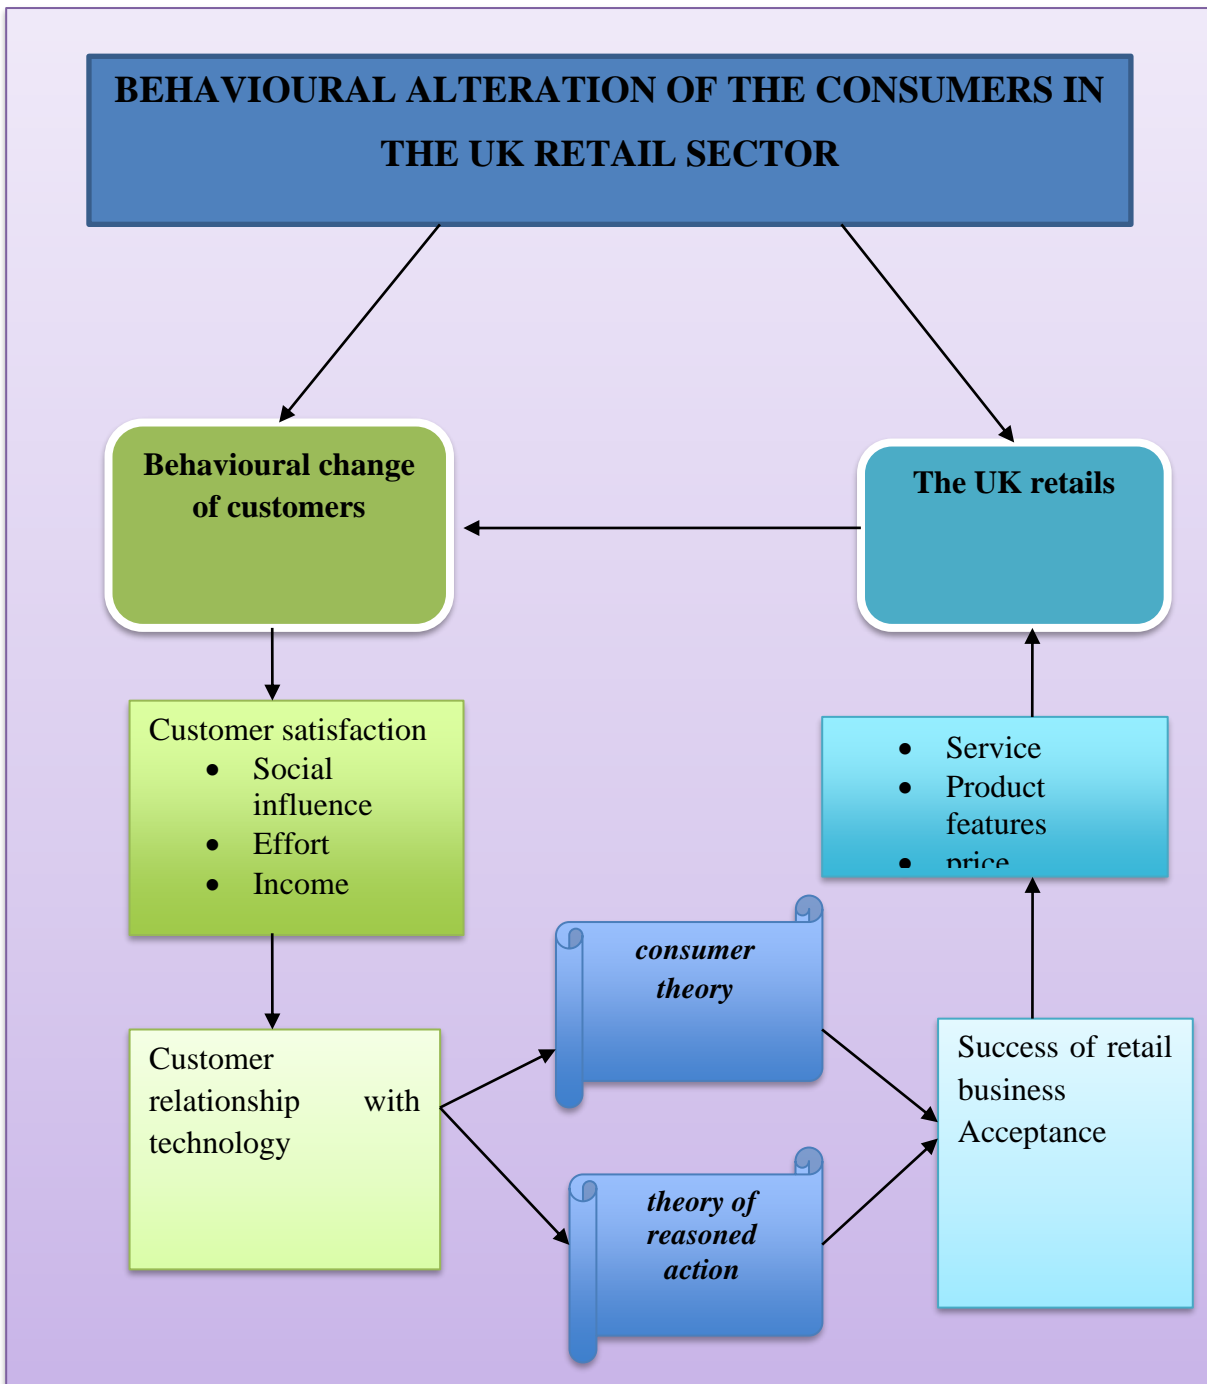 BEHAVIOURAL ALTERATION OF THE CONSUMERS IN
THE UK RETAIL SECTOR
Behavioural change
of customers
The UK retails
Customer satisfaction
• Social
influence
• Effort
• Income
• Service
• Product
features
• price
consumer
theory
Customer
relationship with
technology
Success of retail
business
Acceptance
theory of
reasoned
action